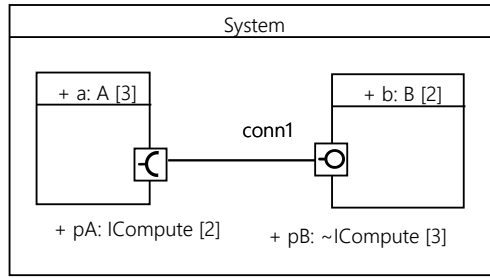 System
+ a: A [3]
+ b: B [2]
conn1
+ pA: ICompute [2]
+ pB: ~ICompute [3]